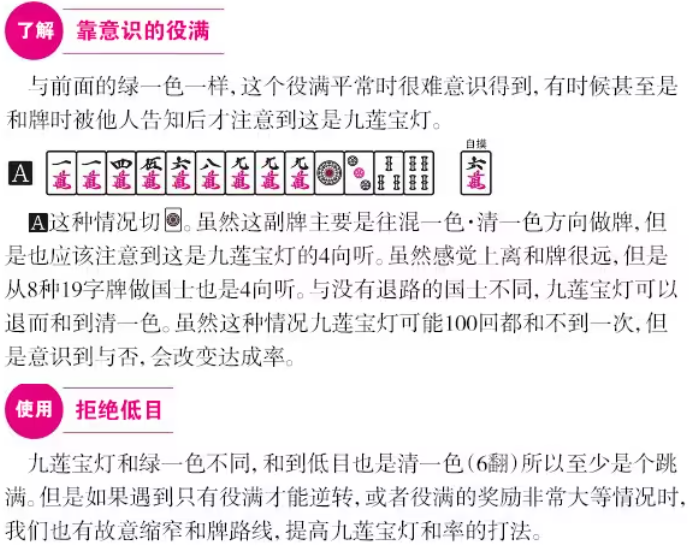 了解 靠意识的役满
与前面的绿一色一样，这个役满平常时很难意识得到，有时候甚至是
和牌时被他人告知后才注意到这是九莲宝灯。
自摸
A 一萬 一萬 四萬 伍萬 六萬 八萬 九萬 九萬 九萬 六萬
A这种情况切。虽然这副牌主要是往混一色·清一色方向做牌，但
是也应该注意到这是九莲宝灯的4向听。虽然感觉上离和牌很远，但是
从8种19字牌做国士也是4向听。与没有退路的国士不同，九莲宝灯可以
退而和到清一色。虽然这种情况九莲宝灯可能100回都和不到一次，但
是意识到与否，会改变达成率。
使用 拒绝低目
九莲宝灯和绿一色不同，和到低目也是清一色（6翻）所以至少是个跳
满。但是如果遇到只有役满才能逆转，或者役满的奖励非常大等情况时，
我们也有故意缩窄和牌路线，提高九莲宝灯和率的打法。